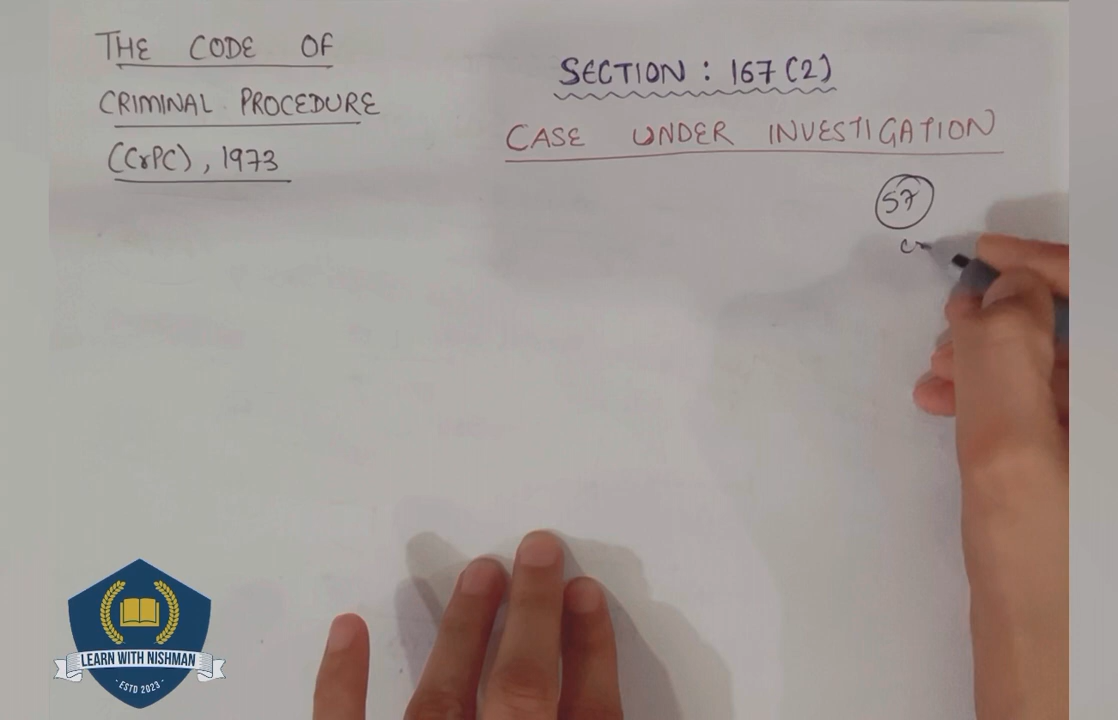 THE CODE OF
CRIMINAL PROCEDURE
(CrPC), 1973
SECTION : 167(2)
CASE UNDER INVESTIGATION
57
LEARN WITH NISHMAN
· ESTD 2023 ·